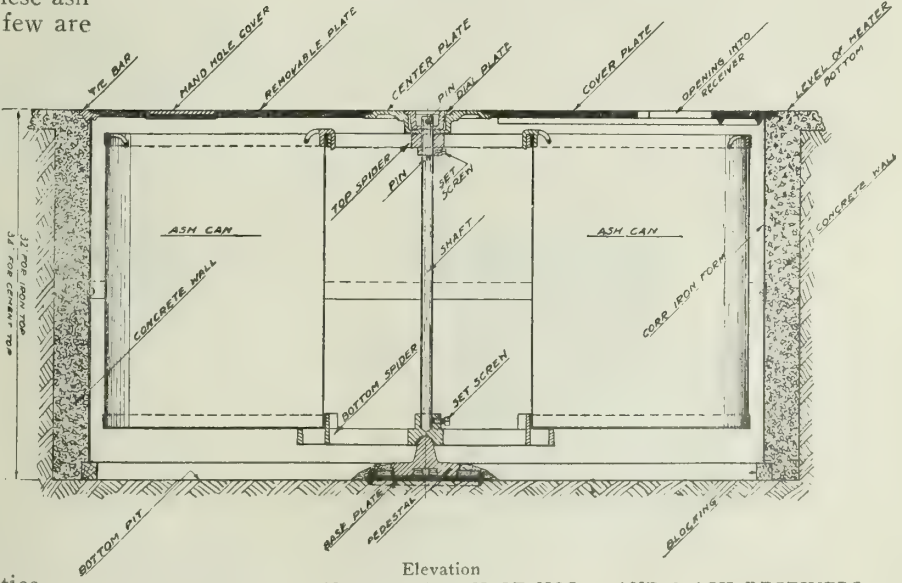 these ash
few are
TIE BAR
HAND HOLE COVER
REMOVABLE PLATE
CENTER PLATE
PIN
DIAL PLATE
COVER PLATE
OPENING INTO
RECEIVER
LEVEL OF HEATER
BOTTOM
TOP SPIDER
PIN
SET
SCREW
ASH CAN
SHAFT
ASH CAN
CONCRETE WALL
CORR IRON FORM
CONCRETE WALL
32" FOR IRON TOP
34" FOR CEMENT TOP
BOTTOM SPIDER
SET SCREW
BOTTOM PIT
BASE PLATE
PEDESTAL
BLOCKING
Elevation